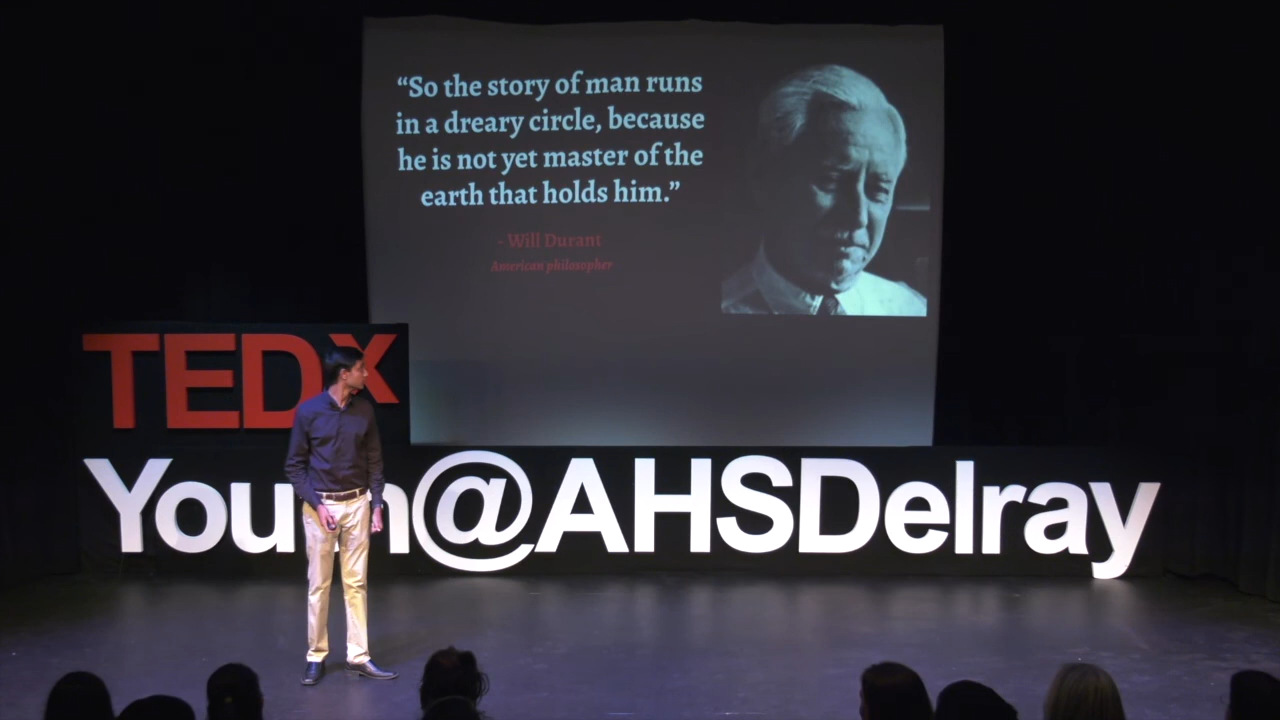 “So the story of man runs
in a dreary circle, because
he is not yet master of the
earth that holds him.”
- Will Durant
American philosopher
TEDx
Youth@AHSDelray